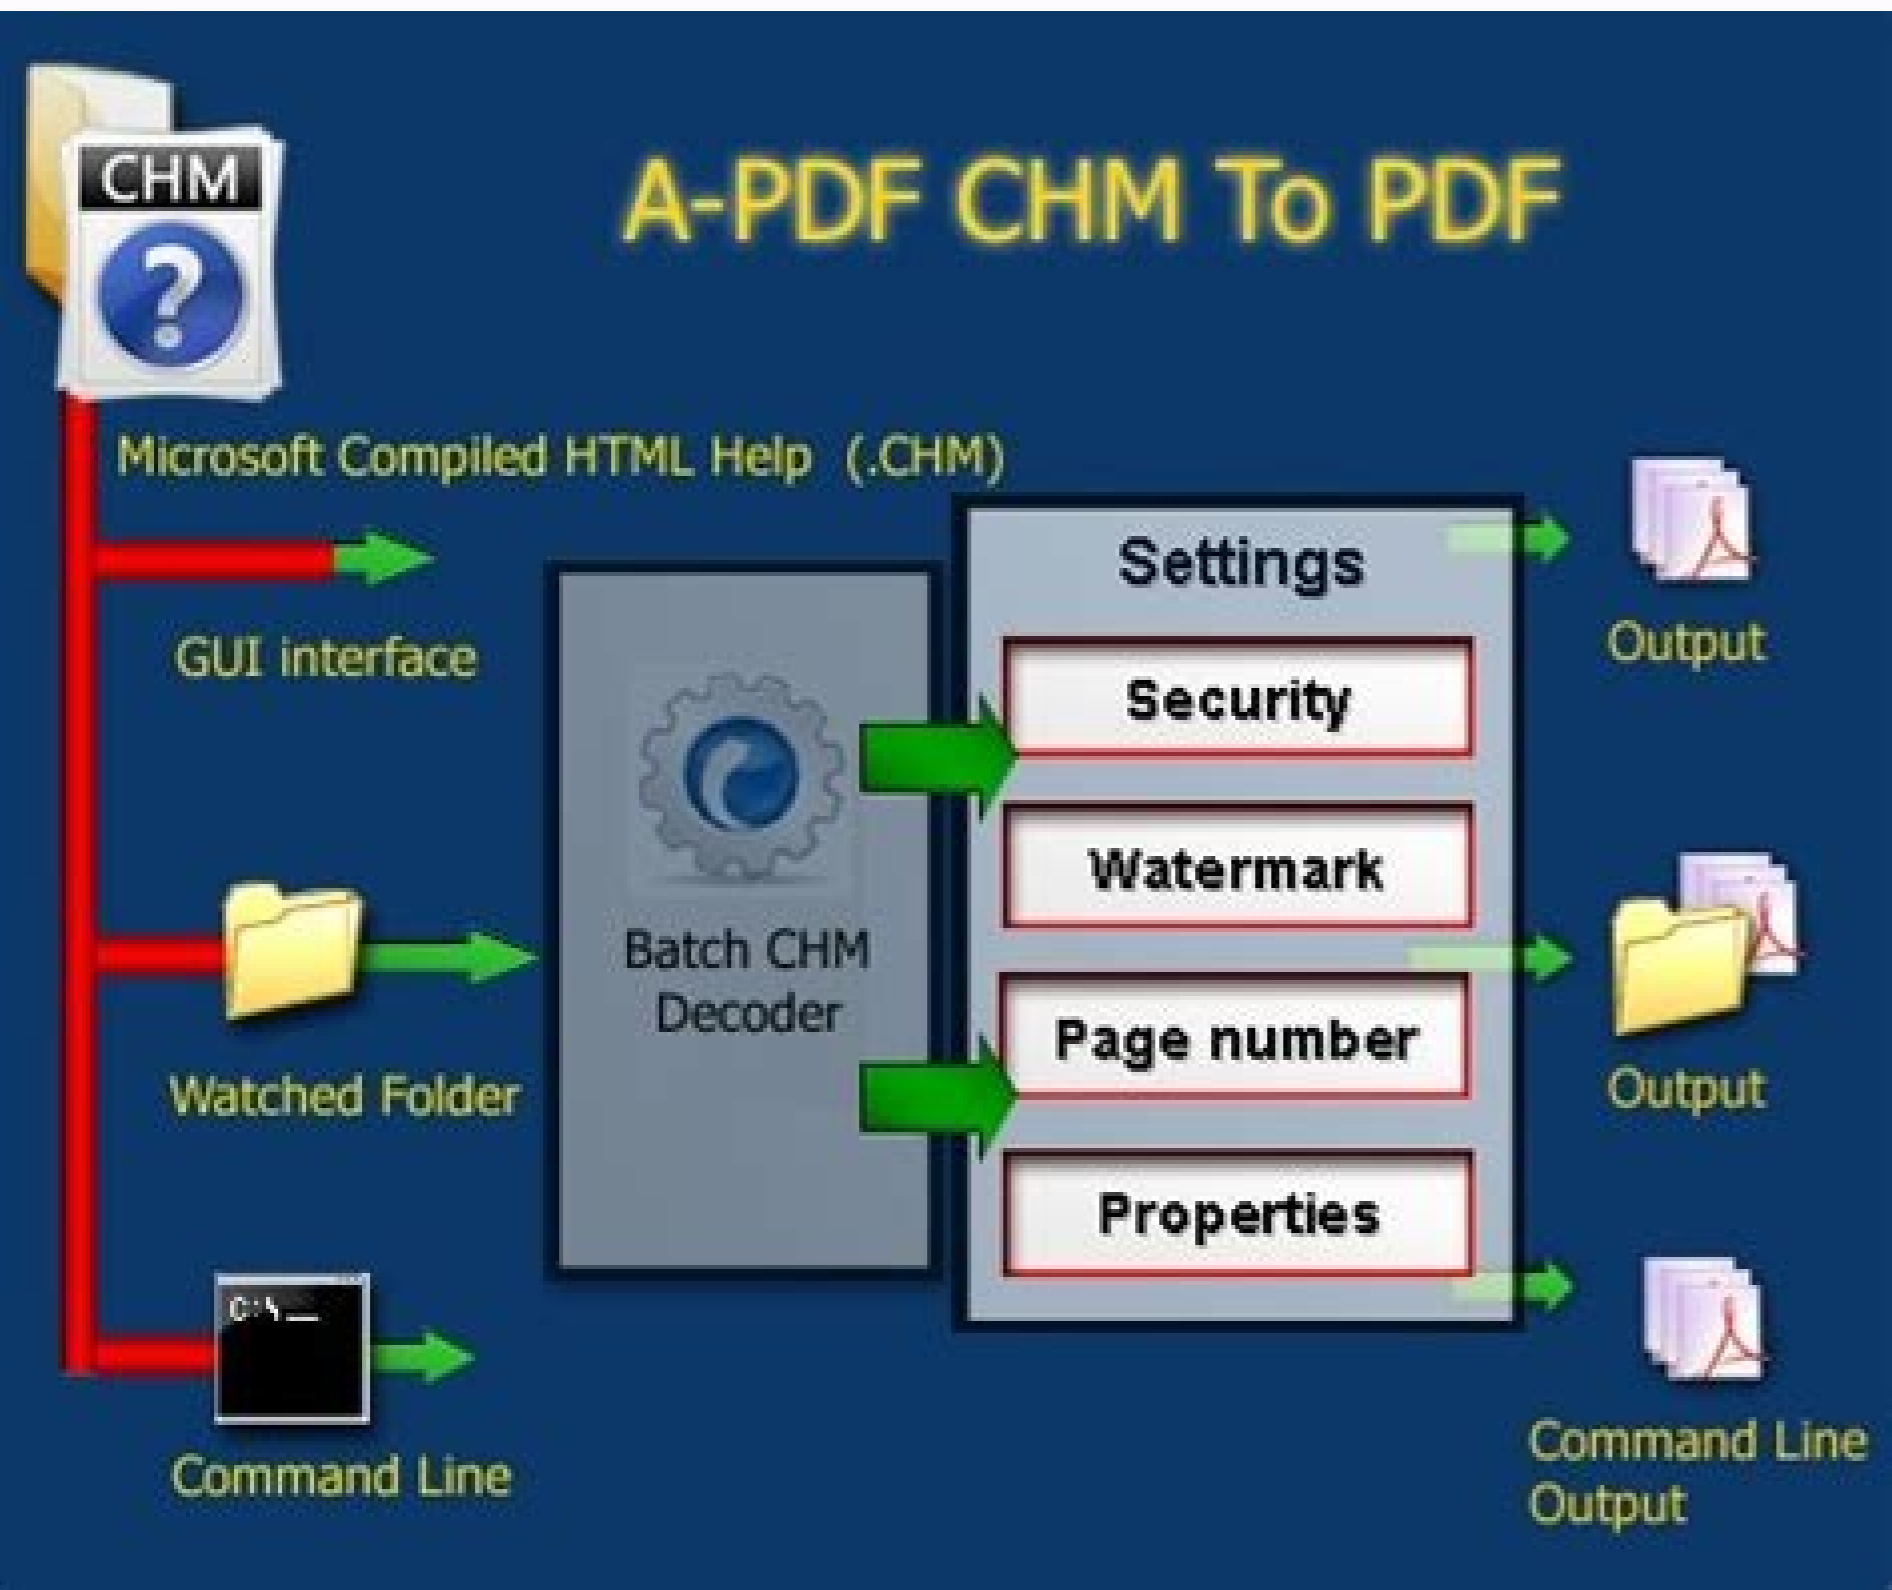 CHM
A-PDF CHM To PDF
Microsoft Compiled HTML Help (.CHM)
GUI interface
Watched Folder
C:\_
Command Line
Batch CHM
Decoder
Settings
Security
Watermark
Page number
Properties
Output
Output
Command Line
Output